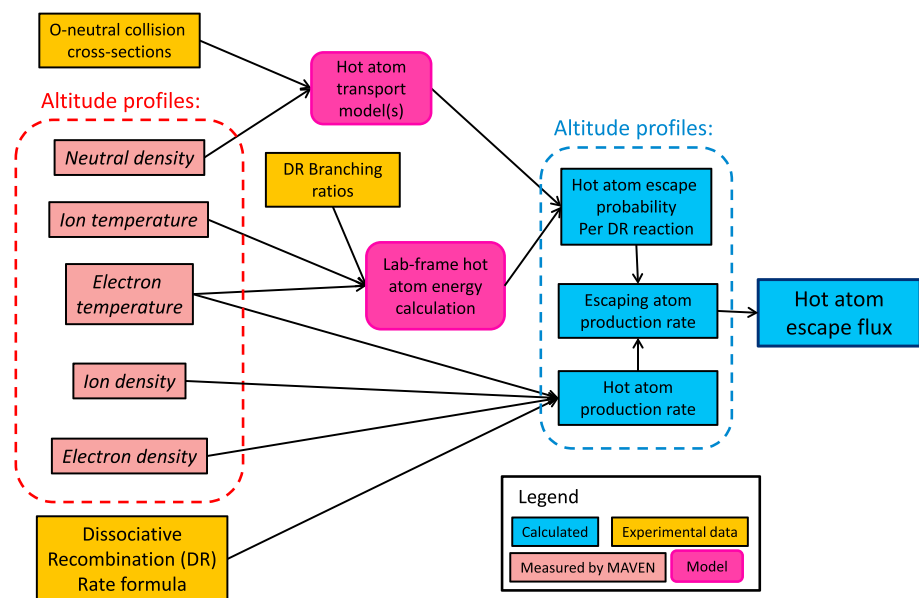 O-neutral collision
cross-sections
Altitude profiles:
Neutral density
Ion temperature
Electron
temperature
Ion density
Electron density
Dissociative
Recombination (DR)
Rate formula
Hot atom
transport
model(s)
DR Branching
ratios
Lab-frame hot
atom energy
calculation
Altitude profiles:
Hot atom escape
probability
Per DR reaction
Escaping atom
production rate
Hot atom
production rate
Hot atom
escape flux
Legend
Calculated
Experimental data
Measured by MAVEN
Model